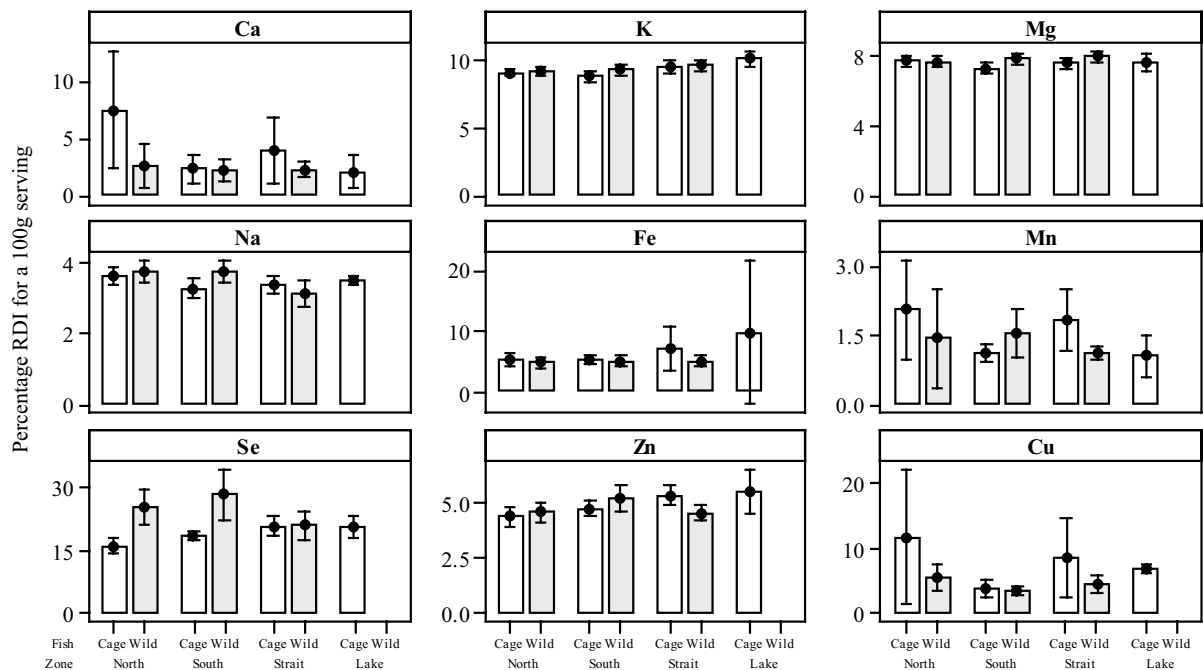 Percentage RDI for a 100g serving
Ca K Mg
10 5 0
10 5 0
8 4 0
Na Fe Mn
4 2 0
20 10 0
3.0 1.5 0.0
Se Zn Cu
30 15 0
5.0 2.5 0
20 10 0
Fish Cage Wild Cage Wild Cage Wild Cage Wild Cage Wild Cage Wild Cage Wild Cage Wild Cage Wild Cage Wild Cage Wild Cage Wild
Zone North South Strait Lake North South Strait Lake North South Strait Lake